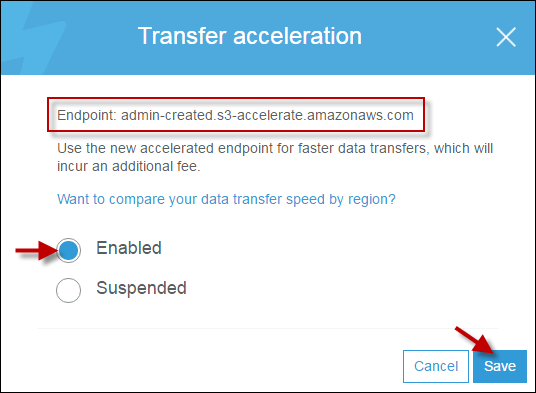 Transfer acceleration
Endpoint: admin-created.s3-accelerate.amazonaws.com
Use the new accelerated endpoint for faster data transfers, which will
incur an additional fee.
Want to compare your data transfer speed by region?
Enabled
Suspended
Cancel
Save